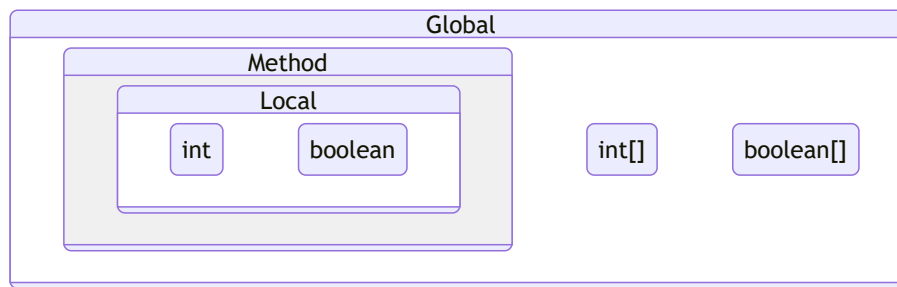 Global
Method
Local
int
boolean
int[]
boolean[]